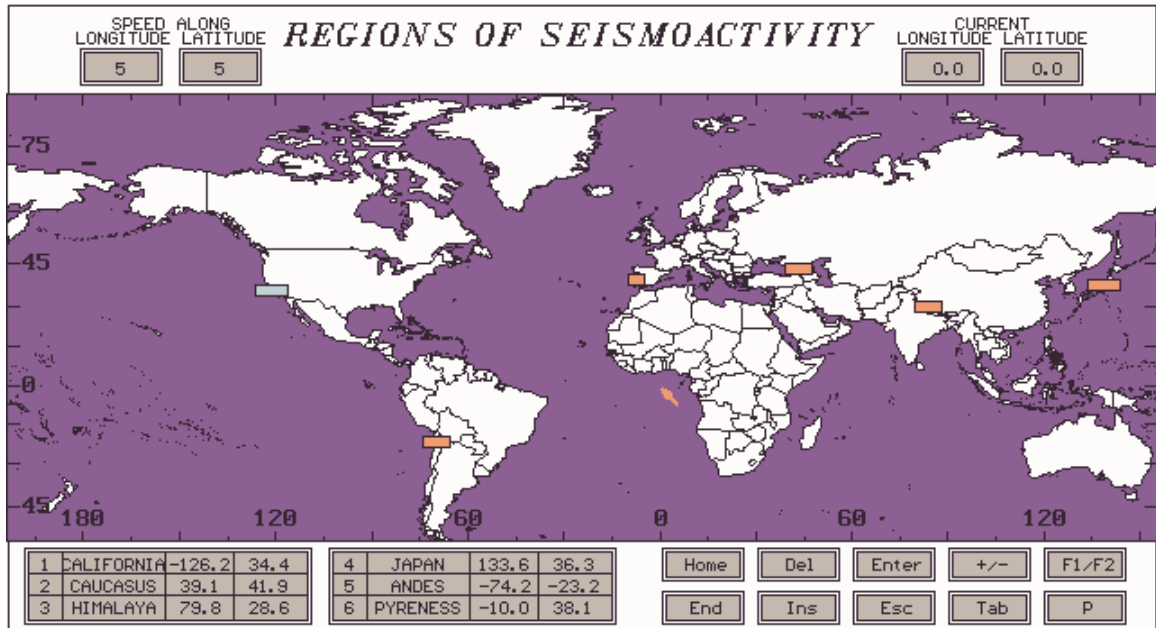 SPEED ALONG
LONGITUDE LATITUDE
5 5
REGIONS OF SEISMOACTIVITY
CURRENT
LONGITUDE LATITUDE
0.0 0.0
75
45
0
45
180 120 60 0 60 120
1 CALIFORNIA -126.2 34.4
2 CAUCASUS 39.1 41.9
3 HIMALAYA 79.8 28.6
4 JAPAN 133.6 36.3
5 ANDES -74.2 -23.2
6 PYRENESS -10.0 38.1
Home Del Enter +/- F1/F2
End Ins Esc Tab P